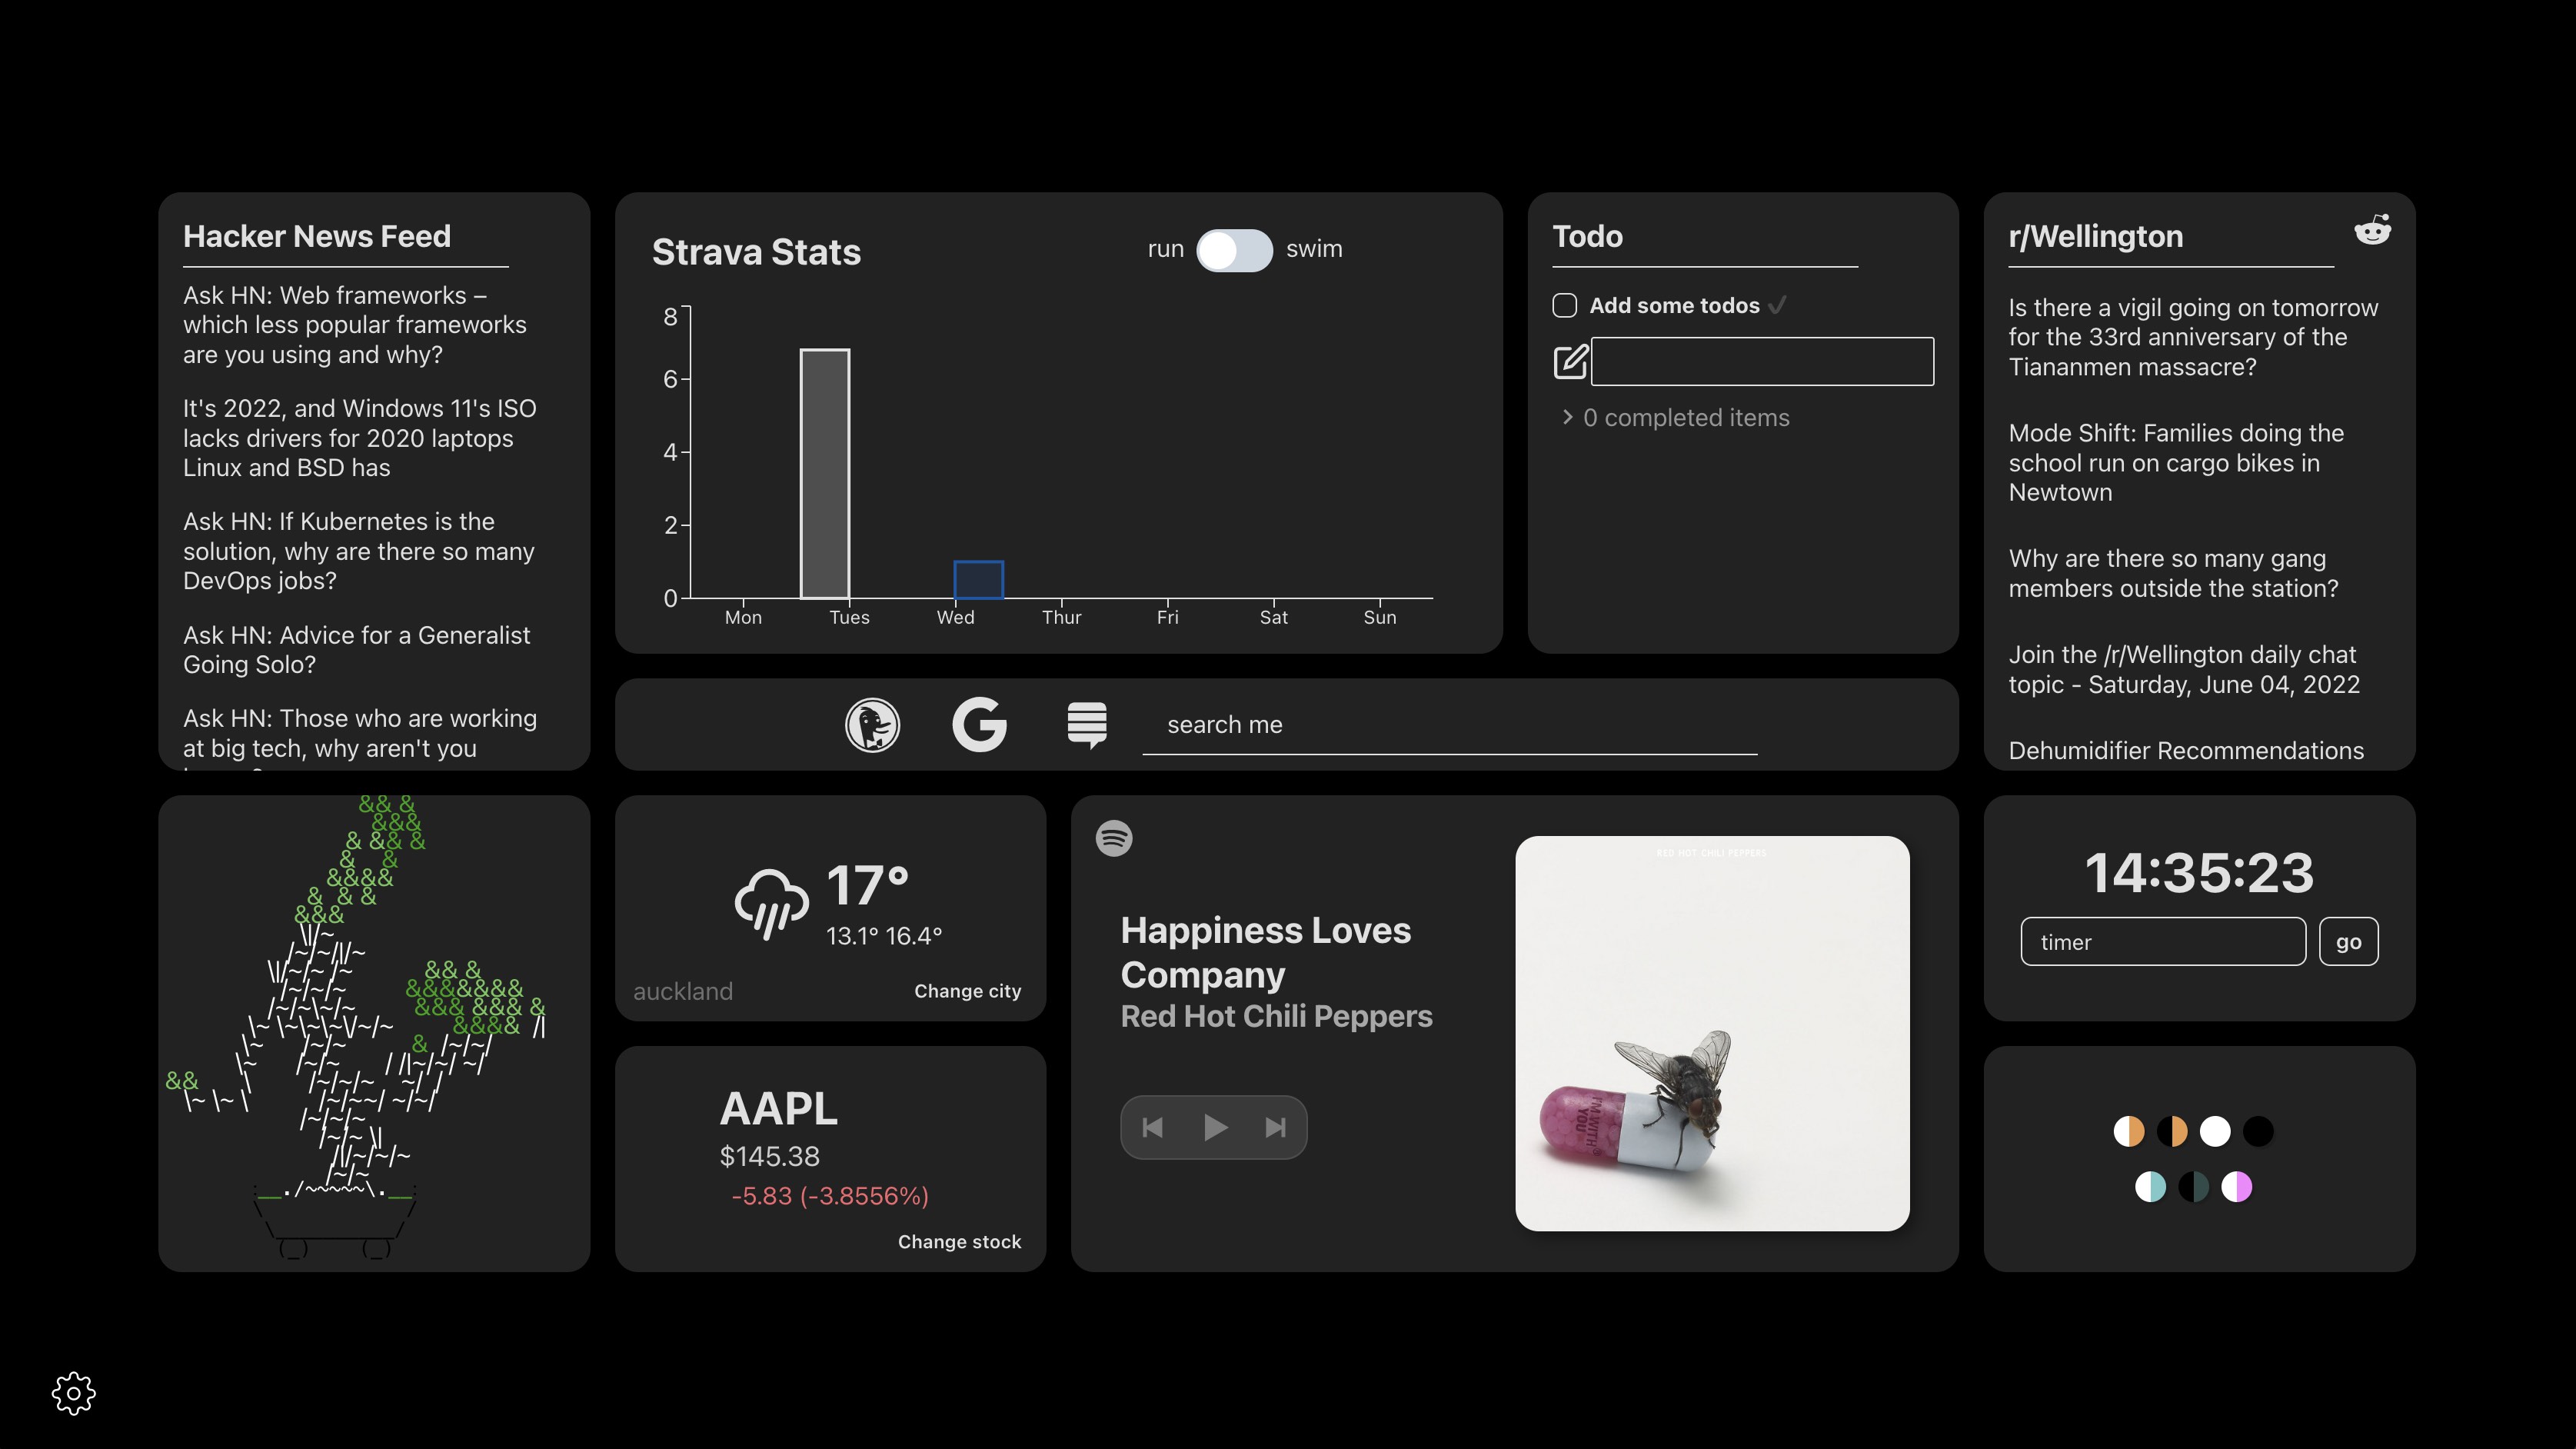 Hacker News Feed
Ask HN: Web frameworks –
which less popular frameworks
are you using and why?
It's 2022, and Windows 11's ISO
lacks drivers for 2020 laptops
Linux and BSD has
Ask HN: If Kubernetes is the
solution, why are there so many
DevOps jobs?
Ask HN: Advice for a Generalist
Going Solo?
Ask HN: Those who are working
at big tech, why aren't you
Strava Stats
run
swim
8
6
4
2
0
Mon Tues Wed Thur Fri Sat Sun
Todo
Add some todos ✓
> 0 completed items
r/Wellington
Is there a vigil going on tomorrow
for the 33rd anniversary of the
Tiananmen massacre?
Mode Shift: Families doing the
school run on cargo bikes in
Newtown
Why are there so many gang
members outside the station?
Join the /r/Wellington daily chat
topic - Saturday, June 04, 2022
Dehumidifier Recommendations
G
search me
17°
13.1° 16.4°
auckland
Change city
AAPL
$145.38
-5.83 (-3.8556%)
Change stock
Happiness Loves
Company
Red Hot Chili Peppers
RED HOT CHILI PEPPERS
I'M WITH
YOU
14:35:23
timer
go